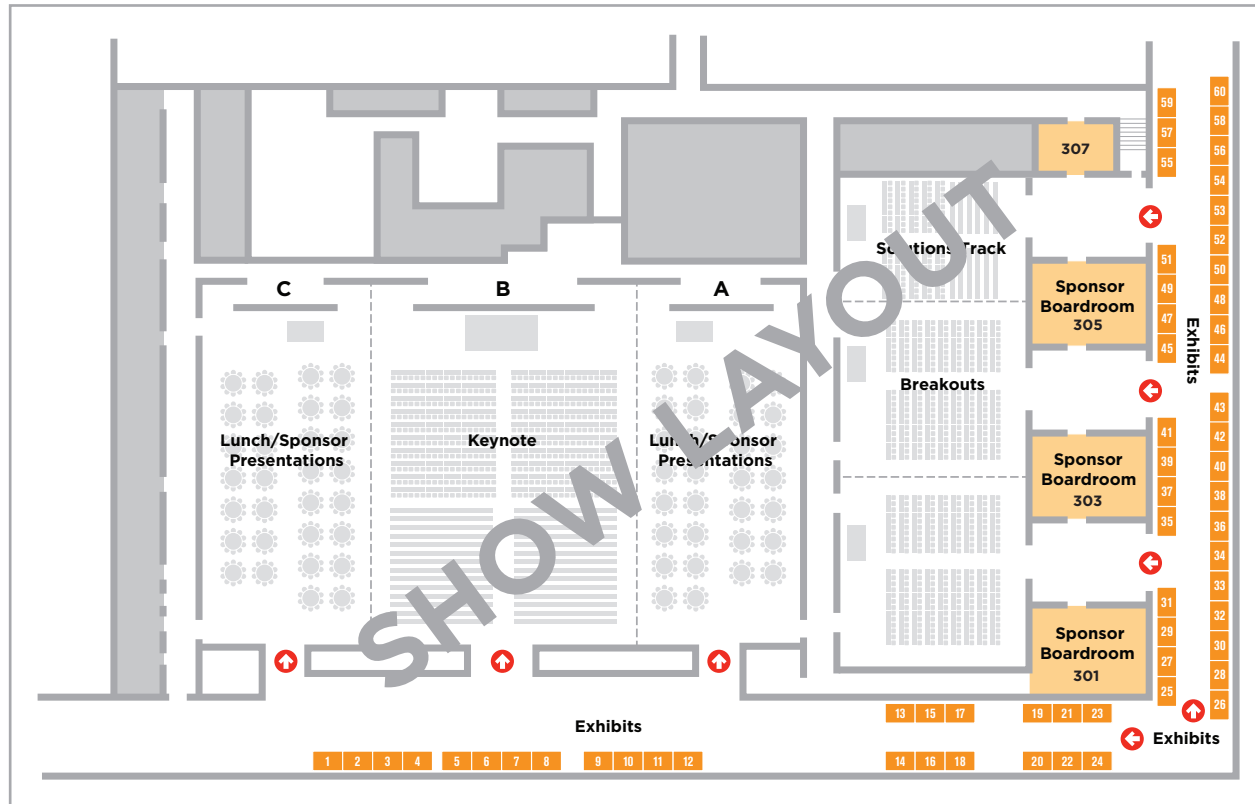 60
59
58
57
307
56
55
54
53
Solutions Track
52
51
50
Sponsor
Boardroom
305
49
48
C
B
A
47
46
45
44
Exhibits
Breakouts
43
Lunch/Sponsor
Presentations
Keynote
Lunch/Sponsor
Presentations
41
42
Sponsor
Boardroom
303
39
40
37
38
35
36
34
33
SHOW LAYOUT
31
32
Sponsor
Boardroom
301
29
30
27
28
25
26
13 15 17
19 21 23
Exhibits
Exhibits
1 2 3 4
5 6 7 8
9 10 11 12
14 16 18
20 22 24